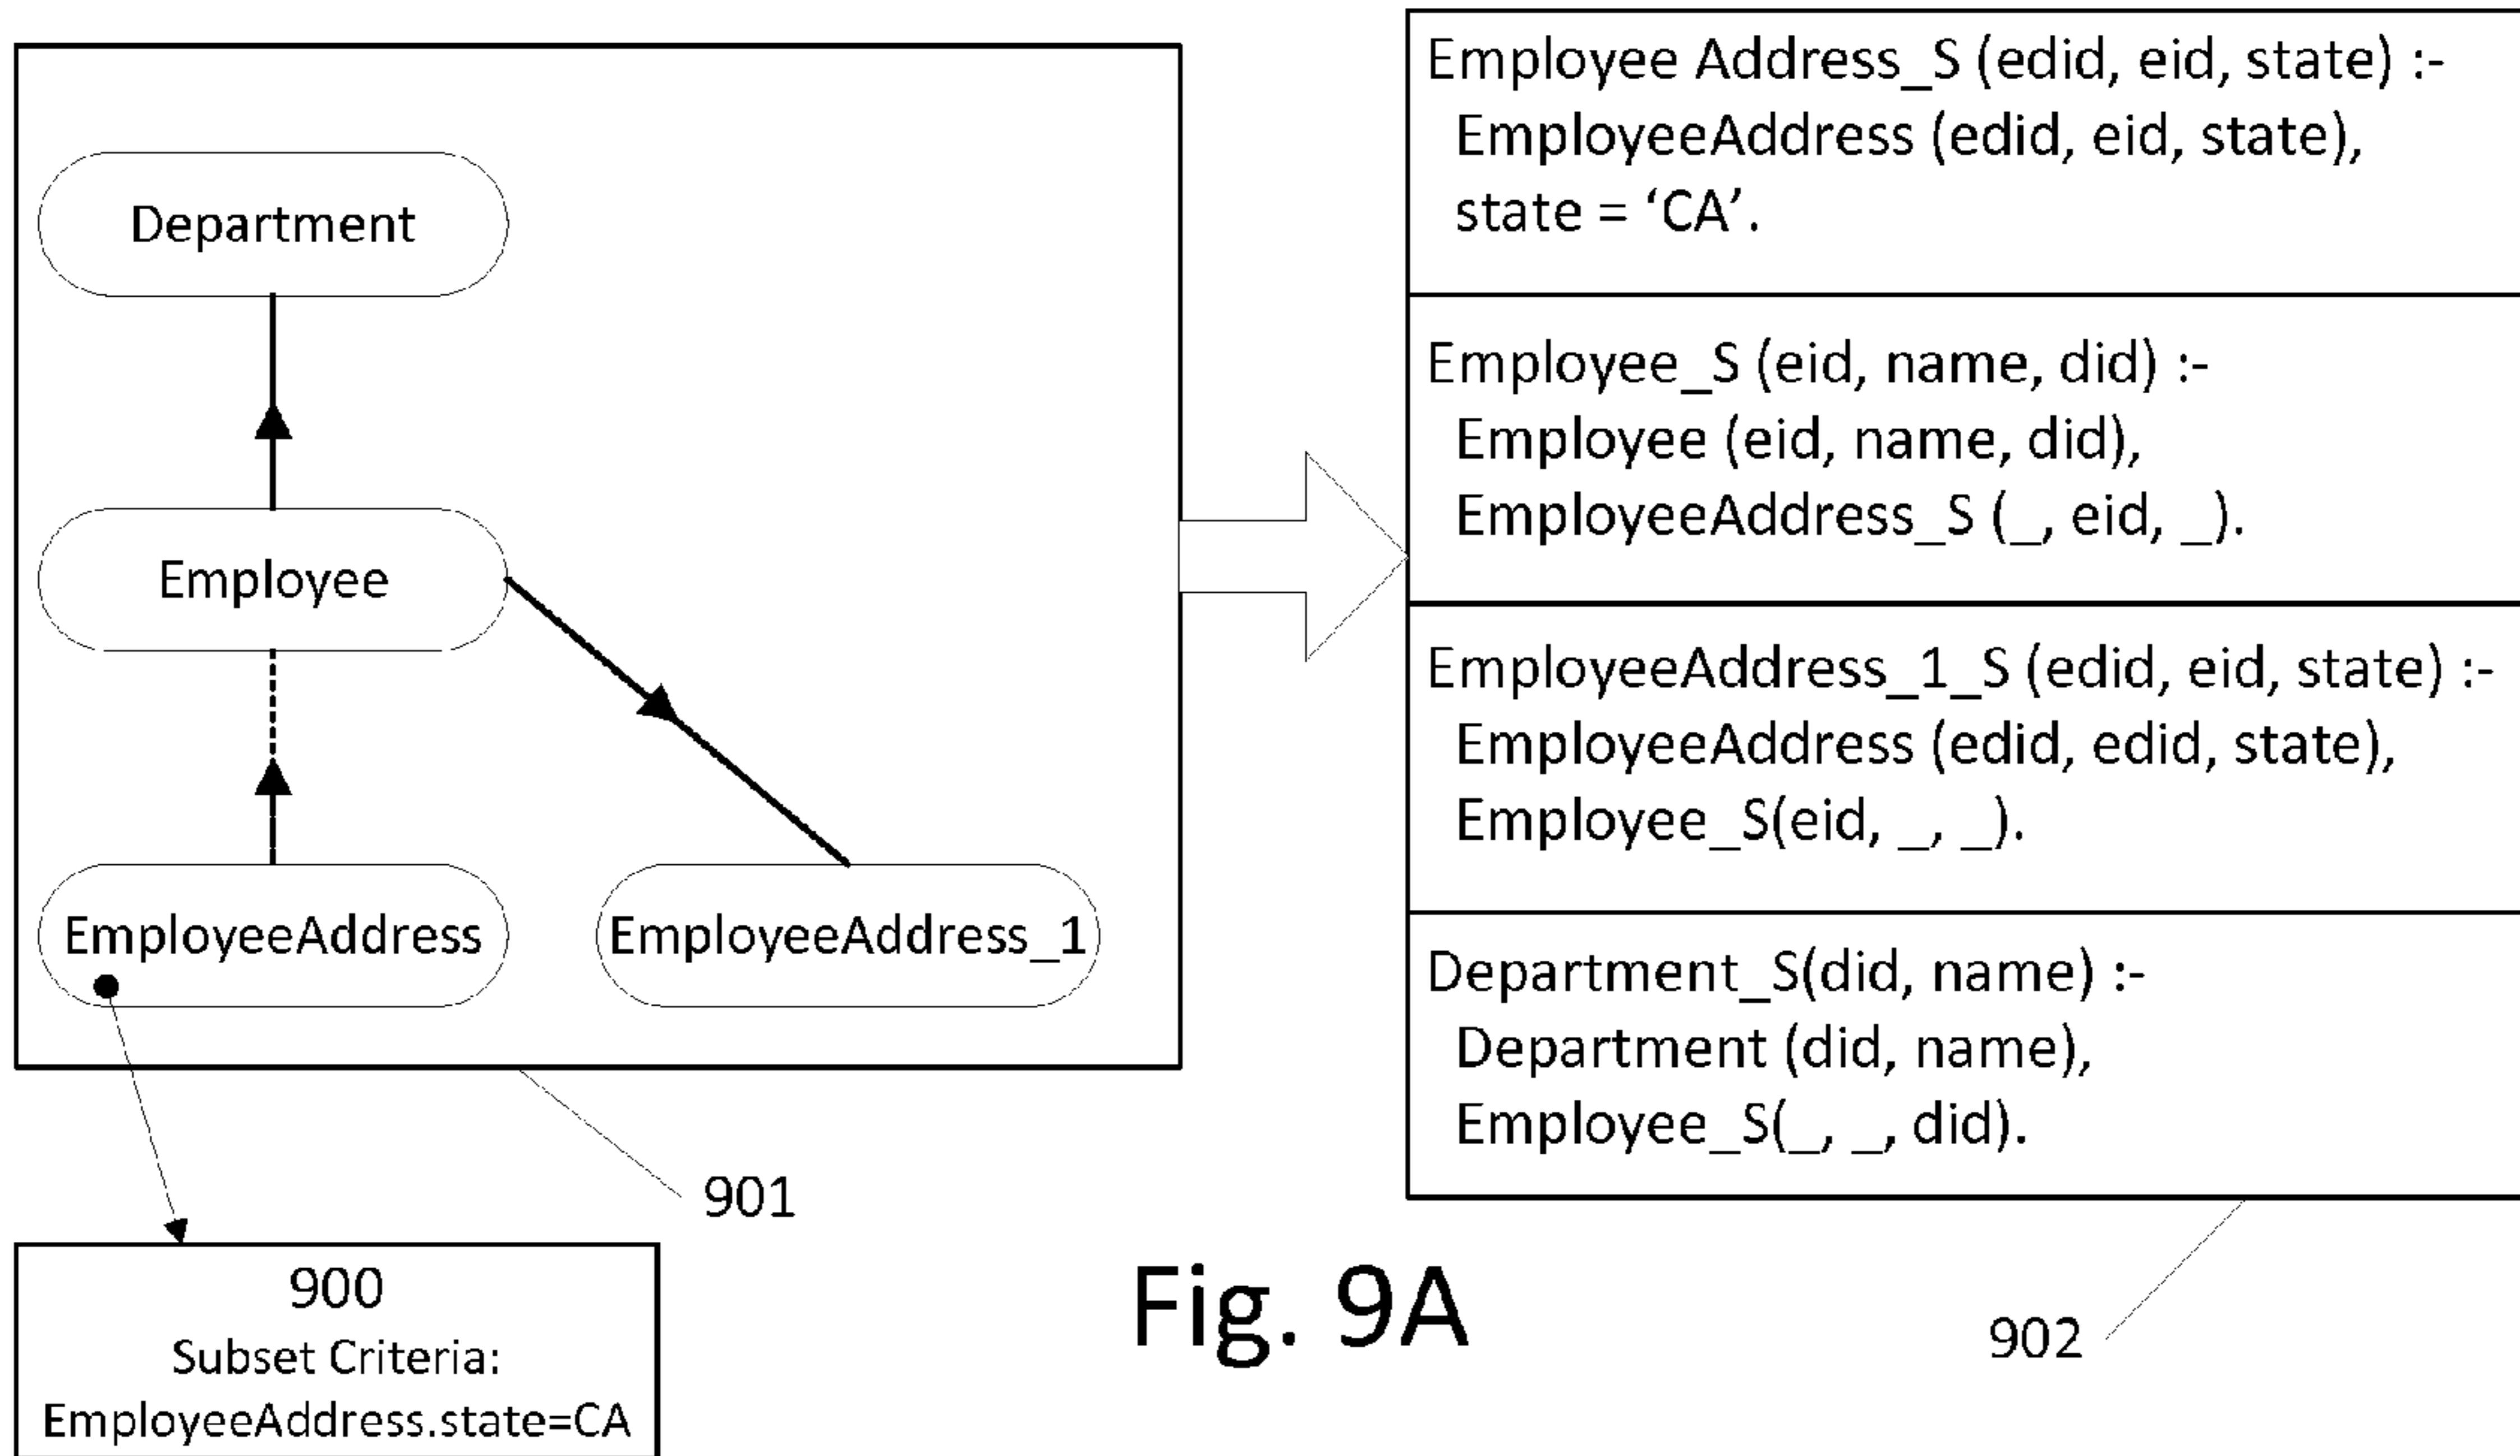 Department
Employee
EmployeeAddress
EmployeeAddress_1
901
900
Subset Criteria:
EmployeeAddress.state=CA
Employee Address_S (edid, eid, state) :-
EmployeeAddress (edid, eid, state),
state = ‘CA’.
Employee_S (eid, name, did) :-
Employee (eid, name, did),
EmployeeAddress_S (_, eid, _).
EmployeeAddress_1_S (edid, eid, state) :-
EmployeeAddress (edid, edid, state),
Employee_S(eid, _, _).
Department_S(did, name) :-
Department (did, name),
Employee_S(_, _, did).
902
Fig. 9A